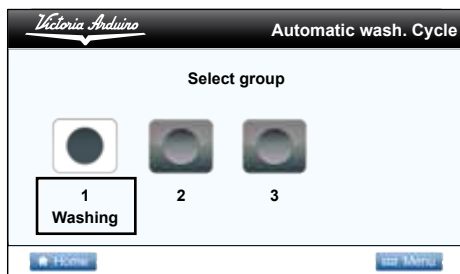 Victoria Arduino
Automatic wash. Cycle
Select group
1 2 3
Washing
Home Menu